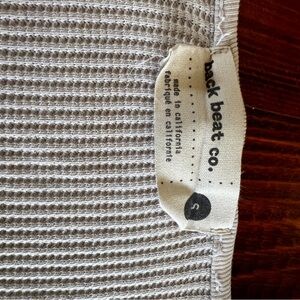 back beat co.
made in california
fabriqué en californie
S